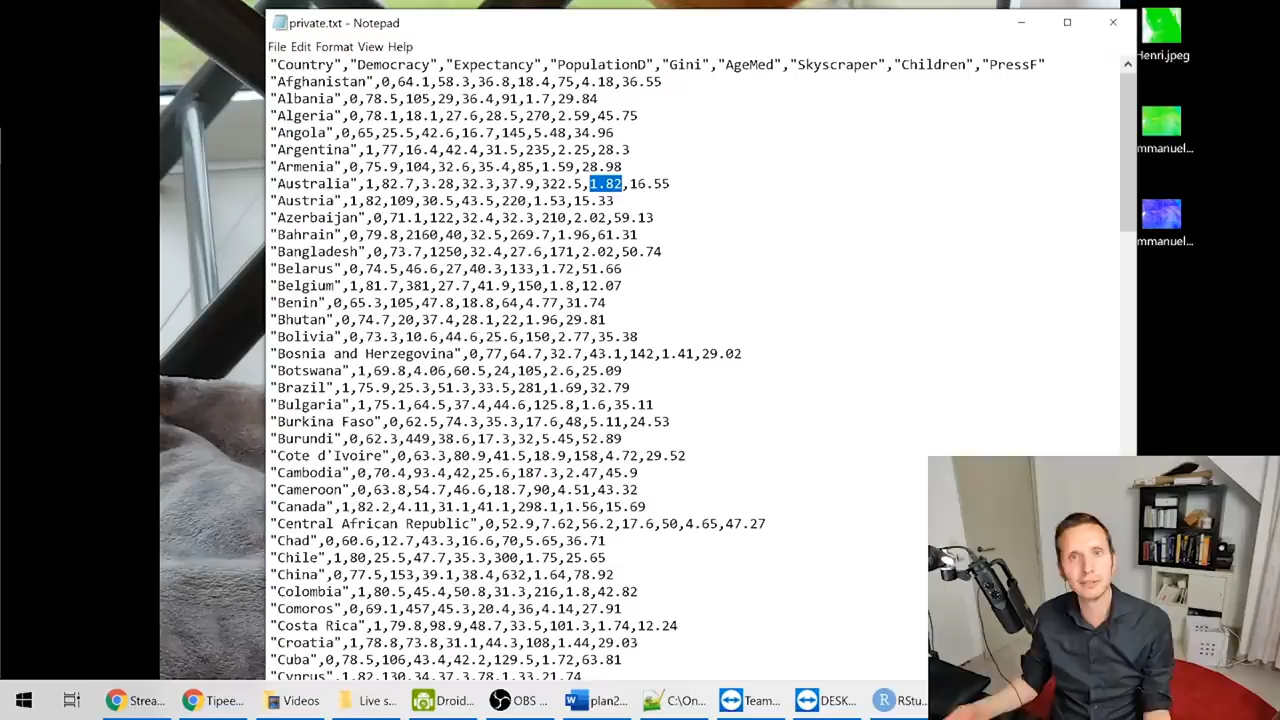 private.txt - Notepad
File Edit Format View Help
"Country","Democracy","Expectancy","PopulationD","Gini","AgeMed","Skyscraper","Children","PressF"
"Afghanistan",0,64.1,58.3,36.8,18.4,75,4.18,36.55
"Albania",0,78.5,105,29,36.4,91,1.7,29.84
"Algeria",0,78.1,18.1,27.6,28.5,270,2.59,45.75
"Angola",0,65,25.5,42.6,16.7,145,5.48,34.96
"Argentina",1,77,16.4,42.4,31.5,235,2.25,28.3
"Armenia",0,75.9,104,32.6,35.4,85,1.59,28.98
"Australia",1,82.7,3.28,32.3,37.9,322.5,1.82,16.55
"Austria",1,82,109,30.5,43.5,220,1.53,15.33
"Azerbaijan",0,71.1,122,32.4,32.3,210,2.02,59.13
"Bahrain",0,79.8,2160,40,32.5,269.7,1.96,61.31
"Bangladesh",0,73.7,1250,32.4,27.6,171,2.02,50.74
"Belarus",0,74.5,46.6,27,40.3,133,1.72,51.66
"Belgium",1,81.7,381,27.7,41.9,150,1.8,12.07
"Benin",0,65.3,105,47.8,18.8,64,4.77,31.74
"Bhutan",0,74.7,20,37.4,28.1,22,1.96,29.81
"Bolivia",0,73.3,10.6,44.6,25.6,150,2.77,35.38
"Bosnia and Herzegovina",0,77,64.7,32.7,43.1,142,1.41,29.02
"Botswana",1,69.8,4.06,60.5,24,105,2.6,25.09
"Brazil",1,75.9,25.3,51.3,33.5,281,1.69,32.79
"Bulgaria",1,75.1,64.5,37.4,44.6,125.8,1.6,35.11
"Burkina Faso",0,62.5,74.3,35.3,17.6,48,5.11,24.53
"Burundi",0,62.3,449,38.6,17.3,32,5.45,52.89
"Cote d'Ivoire",0,63.3,80.9,41.5,18.9,158,4.72,29.52
"Cambodia",0,70.4,93.4,42,25.6,187.3,2.47,45.9
"Cameroon",0,63.8,54.7,46.6,18.7,90,4.51,43.32
"Canada",1,82.2,4.11,31.1,41.1,298.1,1.56,15.69
"Central African Republic",0,52.9,7.62,56.2,17.6,50,4.65,47.27
"Chad",0,60.6,12.7,43.3,16.6,70,5.65,36.71
"Chile",1,80,25.5,47.7,35.3,300,1.75,25.65
"China",0,77.5,153,39.1,38.4,632,1.64,78.92
"Colombia",1,80.5,45.4,50.8,31.3,216,1.8,42.82
"Comoros",0,69.1,457,45.3,20.4,36,4.14,27.91
"Costa Rica",1,79.8,98.9,48.7,33.5,101.3,1.74,12.24
"Croatia",1,78.8,73.8,31.1,44.3,108,1.44,29.03
"Cuba",0,78.5,106,43.4,42.2,129.5,1.72,63.81
"Cyprus",1,82,130,34,37.3,78,1.33,21.74
Henri.jpeg
mmanuel...
mmanuel...
Strea...
Tipee...
Videos
Live s...
Droid...
OBS ...
plan2...
C:\On...
Team...
DESK...
RStu...